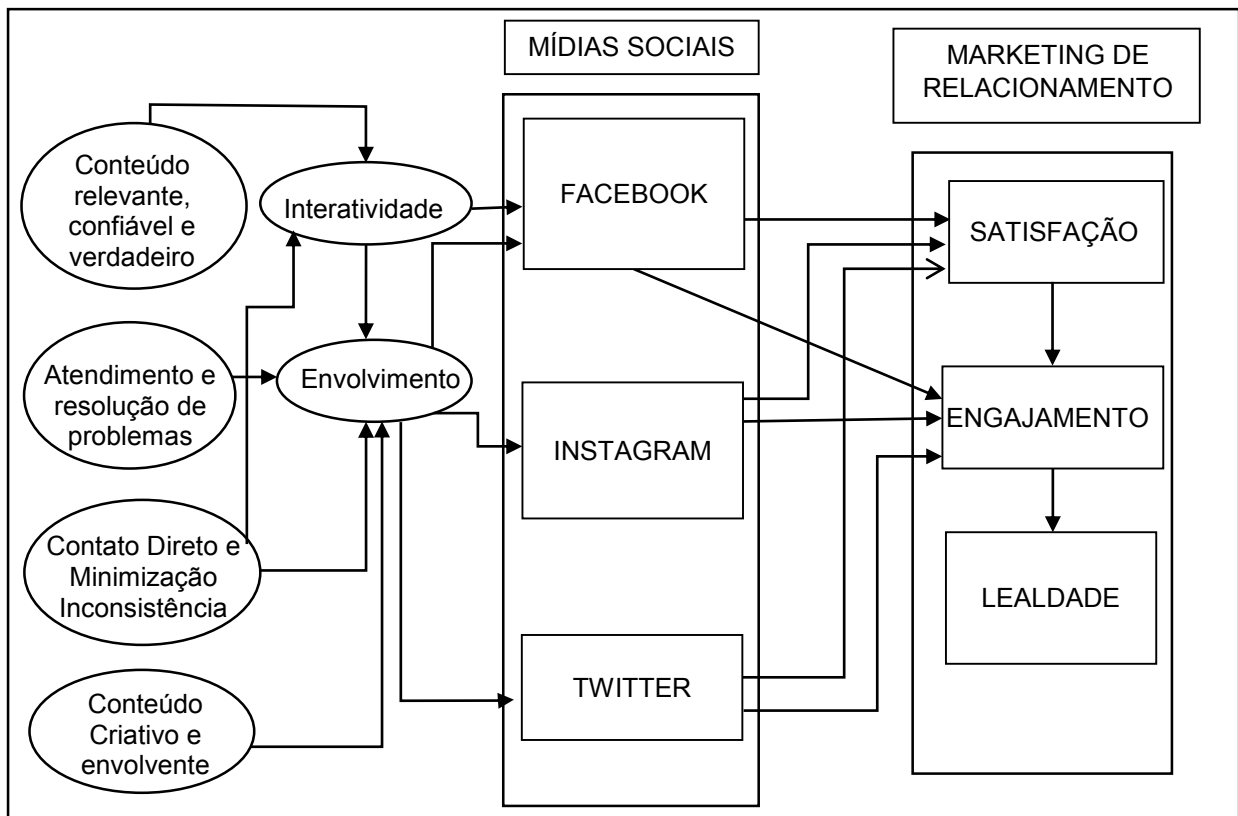 MÍDIAS SOCIAIS
MARKETING DE
RELACIONAMENTO
Conteúdo
relevante,
confiável e
verdadeiro
Interatividade
Atendimento e
resolução de
problemas
Envolvimento
Contato Direto e
Minimização
Inconsistência
Conteúdo
Criativo e
envolvente
FACEBOOK
INSTAGRAM
TWITTER
SATISFAÇÃO
ENGAJAMENTO
LEALDADE